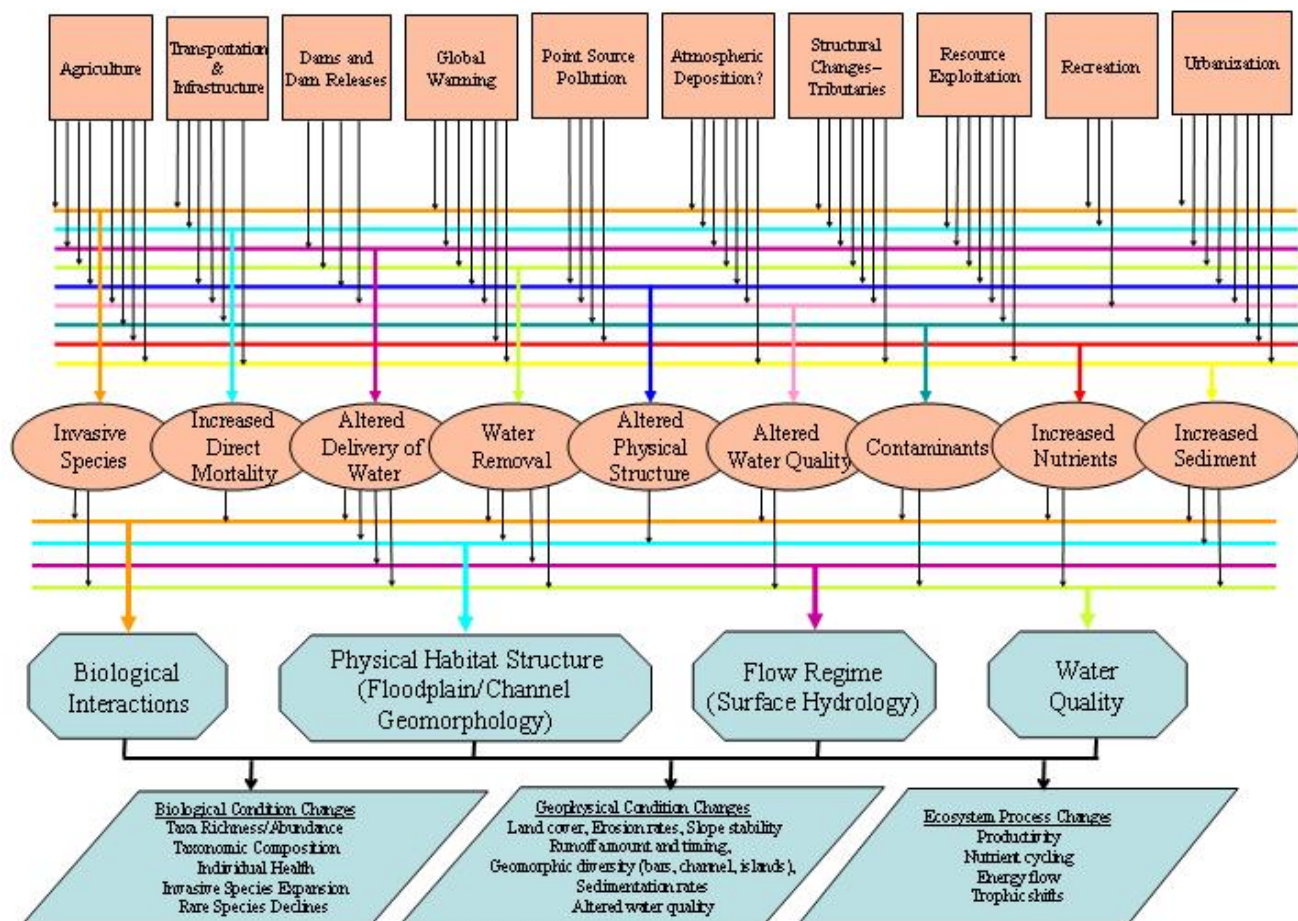 Agriculture
Transportation
&
Infrastructure
Dams and
Dam Releases
Global
Warming
Point Source
Pollution
Atmospheric
Deposition?
Structural
Changes–
Tributaries
Resource
Exploitation
Recreation
Urbanization
Invasive
Species
Increased
Direct
Mortality
Altered
Delivery of
Water
Water
Removal
Altered
Physical
Structure
Altered
Water Quality
Contaminants
Increased
Nutrients
Increased
Sediment
Biological
Interactions
Physical Habitat Structure
(Floodplain/Channel
Geomorphology)
Flow Regime
(Surface Hydrology)
Water
Quality
Biological Condition Changes
Taxa Richness/Abundance
Taxonomic Composition
Individual Health
Invasive Species Expansion
Rare Species Declines
Geophysical Condition Changes
Land cover, Erosion rates, Slope stability
Runoff amount and timing,
Geomorphic diversity (bars, channel, islands),
Sedimentation rates
Altered water quality
Ecosystem Process Changes
Productivity
Nutrient cycling
Energy flow
Trophic shifts